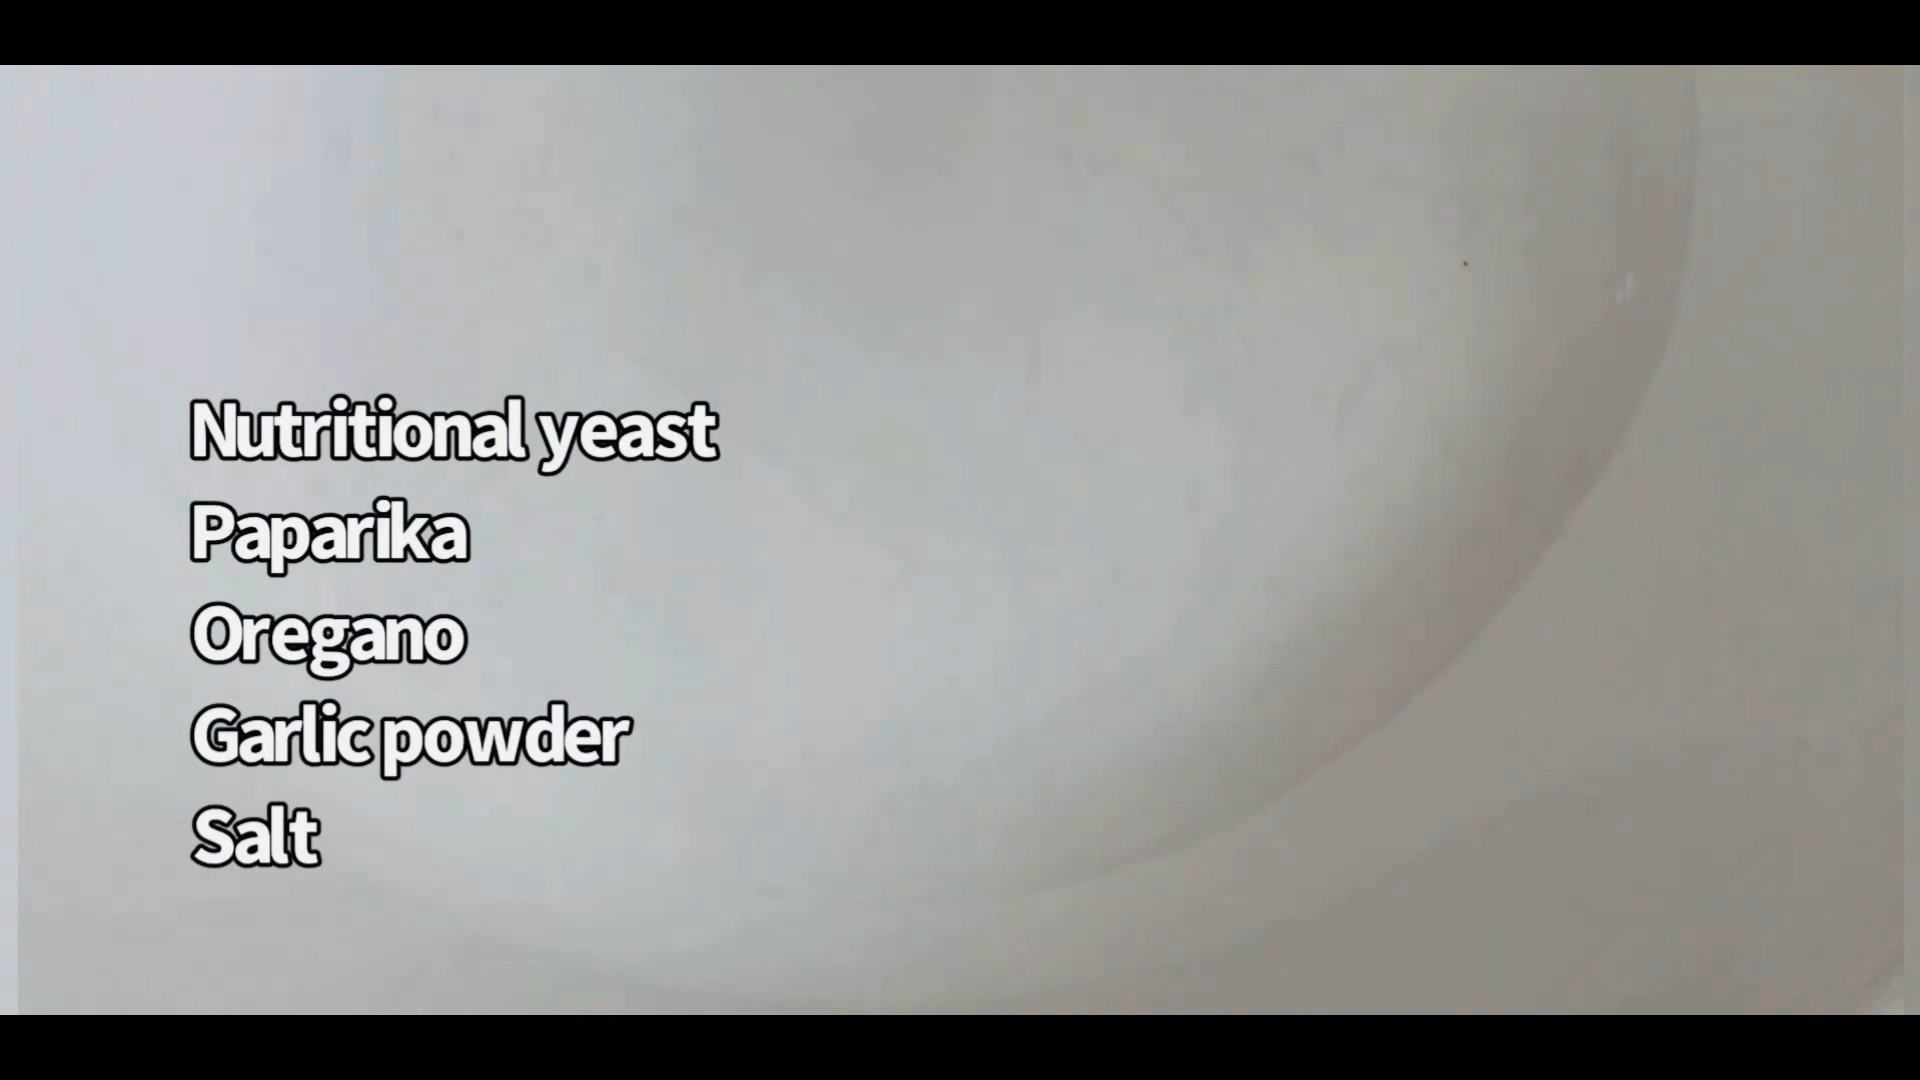 Nutritional yeast
Paparika
Oregano
Garlic powder
Salt